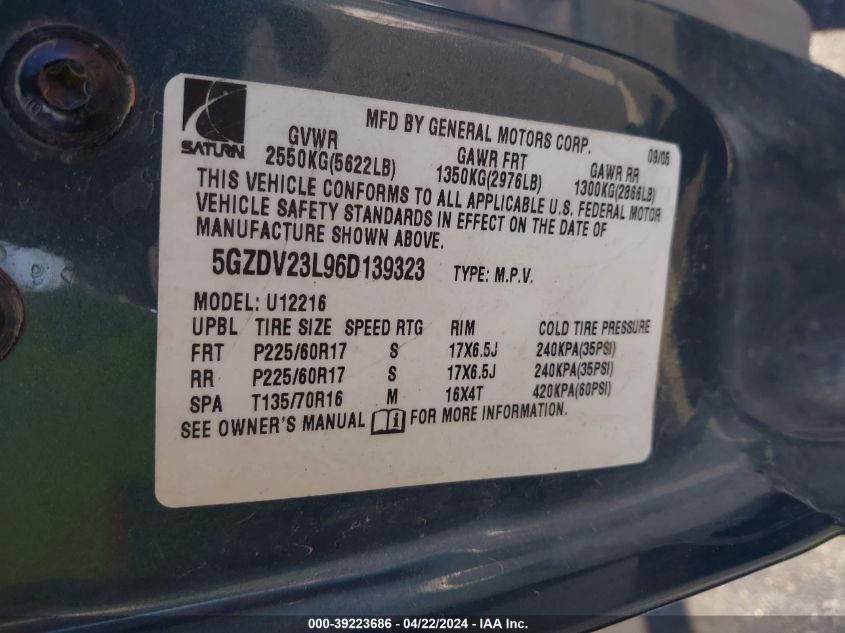 SATURN
MFD BY GENERAL MOTORS CORP. 09/05
GVWR GAWR FRT GAWR RR
2550KG(5622LB) 1350KG(2976LB) 1300KG(2866LB)
THIS VEHICLE CONFORMS TO ALL APPLICABLE U.S. FEDERAL MOTOR
VEHICLE SAFETY STANDARDS IN EFFECT ON THE DATE OF
MANUFACTURE SHOWN ABOVE.
5GZDV23L96D139323 TYPE: M.P.V.
MODEL: U12216
UPBL TIRE SIZE SPEED RTG RIM COLD TIRE PRESSURE
FRT P225/60R17 S 17X6.5J 240KPA(35PSI)
RR P225/60R17 S 17X6.5J 240KPA(35PSI)
SPA T135/70R16 M 16X4T 420KPA(60PSI)
SEE OWNER'S MANUAL i FOR MORE INFORMATION.
000-39223686 - 04/22/2024 - IAA Inc.